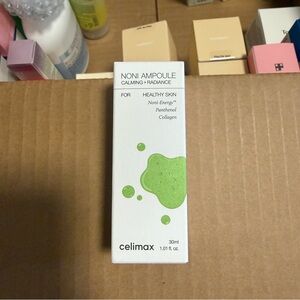 NONI AMPOULE
CALMING + RADIANCE
FOR HEALTHY SKIN
Noni-Energy™
Panthenol
Collagen
30ml
celimax 1.01 fl. oz.